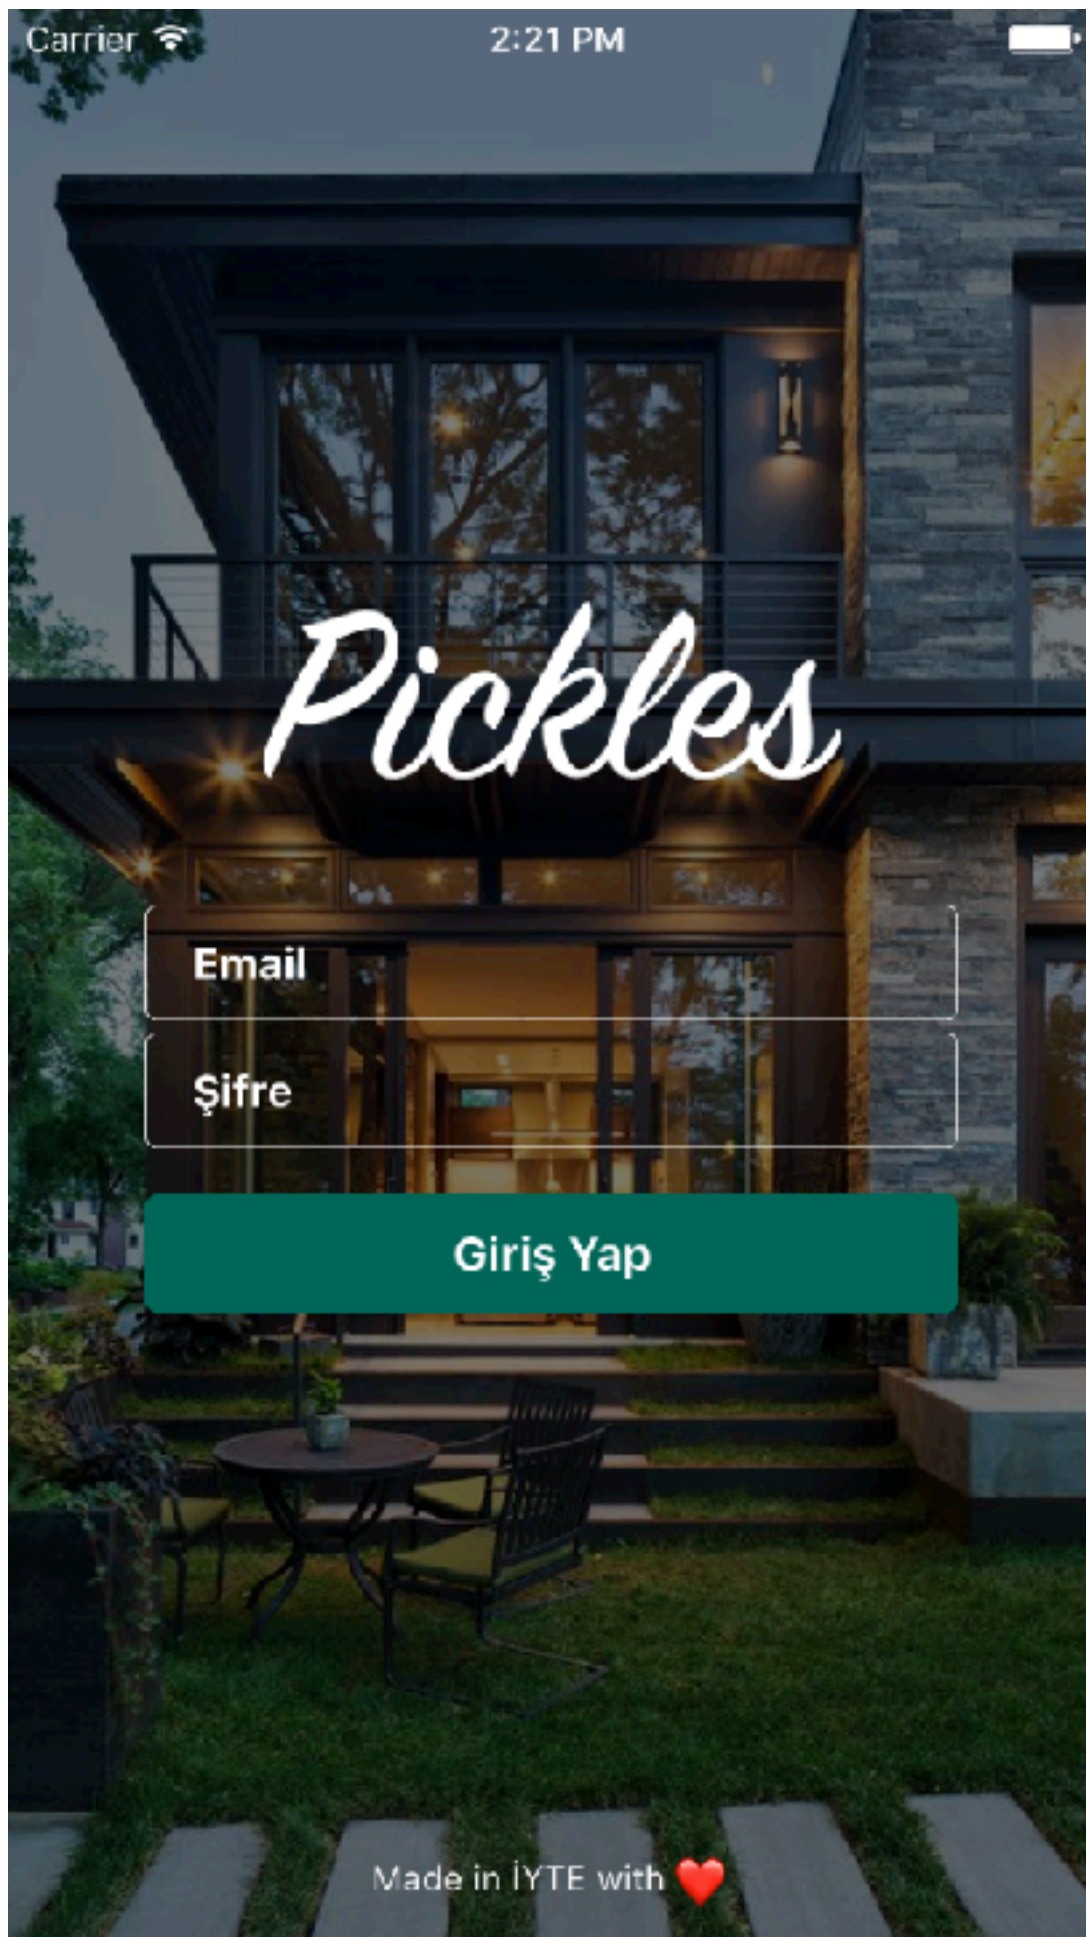 Carrier 2:21 PM
Pickles
Email
Şifre
Giriş Yap
Made in İYTE with ❤️